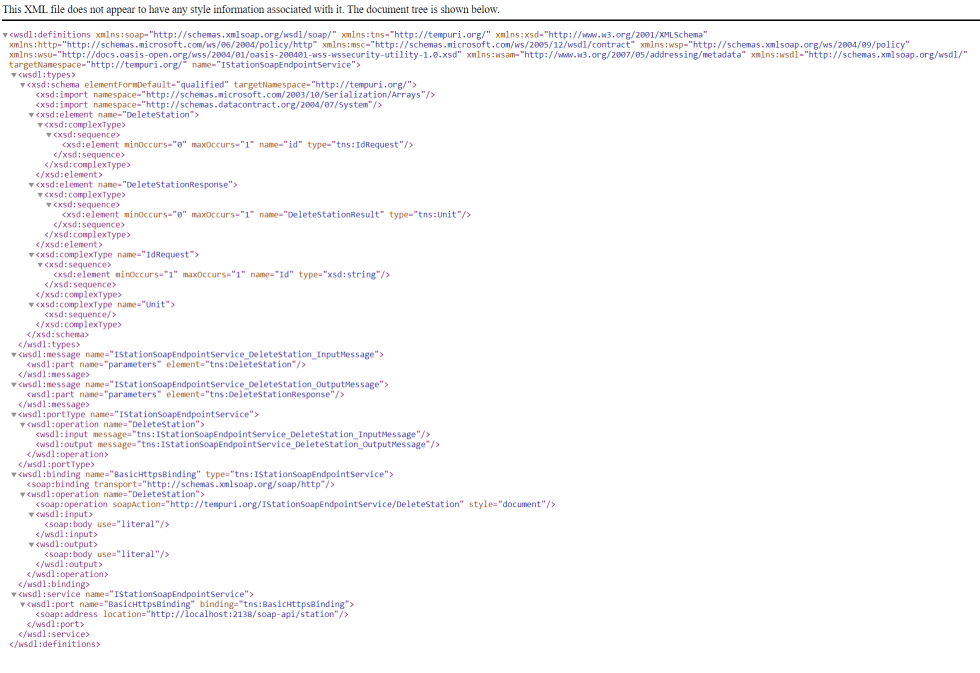 This XML file does not appear to have any style information associated with it. The document tree is shown below.
▼<wsdl:definitions xmlns:soap="http://schemas.xmlsoap.org/wsdl/soap/" xmlns:tns="http://tempuri.org/" xmlns:xsd="http://www.w3.org/2001/XMLSchema"
xmlns:http="http://schemas.microsoft.com/ws/06/2004/policy/http" xmlns:msc="http://schemas.microsoft.com/ws/2005/12/wsdl/contract" xmlns:wsp="http://schemas.xmlsoap.org/ws/2004/09/policy"
xmlns:wsu="http://docs.oasis-open.org/wss/2004/01/oasis-200401-wss-wssecurity-utility-1.0.xsd" xmlns:wsam="http://www.w3.org/2007/05/addressing/metadata" xmlns:wsdl="http://schemas.xmlsoap.org/wsdl/"
targetNamespace="http://tempuri.org/" name="IStationSoapEndpointService">
▼<wsdl:types>
▼<xsd:schema elementFormDefault="qualified" targetNamespace="http://tempuri.org/">
<xsd:import namespace="http://schemas.microsoft.com/2003/10/Serialization/Arrays"/>
<xsd:import namespace="http://schemas.datacontract.org/2004/07/System"/>
▼<xsd:element name="DeleteStation">
▼<xsd:complexType>
▼<xsd:sequence>
<xsd:element minOccurs="0" maxOccurs="1" name="id" type="tns:IdRequest"/>
</xsd:sequence>
</xsd:complexType>
</xsd:element>
▼<xsd:element name="DeleteStationResponse">
▼<xsd:complexType>
▼<xsd:sequence>
<xsd:element minOccurs="0" maxOccurs="1" name="DeleteStationResult" type="tns:Unit"/>
</xsd:sequence>
</xsd:complexType>
</xsd:element>
▼<xsd:complexType name="IdRequest">
▼<xsd:sequence>
<xsd:element minOccurs="1" maxOccurs="1" name="Id" type="xsd:string"/>
</xsd:sequence>
</xsd:complexType>
▼<xsd:complexType name="Unit">
<xsd:sequence/>
</xsd:complexType>
</xsd:schema>
</wsdl:types>
▼<wsdl:message name="IStationSoapEndpointService_DeleteStation_InputMessage">
<wsdl:part name="parameters" element="tns:DeleteStation"/>
</wsdl:message>
▼<wsdl:message name="IStationSoapEndpointService_DeleteStation_OutputMessage">
<wsdl:part name="parameters" element="tns:DeleteStationResponse"/>
</wsdl:message>
▼<wsdl:portType name="IStationSoapEndpointService">
▼<wsdl:operation name="DeleteStation">
<wsdl:input message="tns:IStationSoapEndpointService_DeleteStation_InputMessage"/>
<wsdl:output message="tns:IStationSoapEndpointService_DeleteStation_OutputMessage"/>
</wsdl:operation>
</wsdl:portType>
▼<wsdl:binding name="BasicHttpsBinding" type="tns:IStationSoapEndpointService">
<soap:binding transport="http://schemas.xmlsoap.org/soap/http"/>
▼<wsdl:operation name="DeleteStation">
<soap:operation soapAction="http://tempuri.org/IStationSoapEndpointService/DeleteStation" style="document"/>
▼<wsdl:input>
<soap:body use="literal"/>
</wsdl:input>
▼<wsdl:output>
<soap:body use="literal"/>
</wsdl:output>
</wsdl:operation>
</wsdl:binding>
▼<wsdl:service name="IStationSoapEndpointService">
▼<wsdl:port name="BasicHttpsBinding" binding="tns:BasicHttpsBinding">
<soap:address location="http://localhost:2138/soap-api/station"/>
</wsdl:port>
</wsdl:service>
</wsdl:definitions>